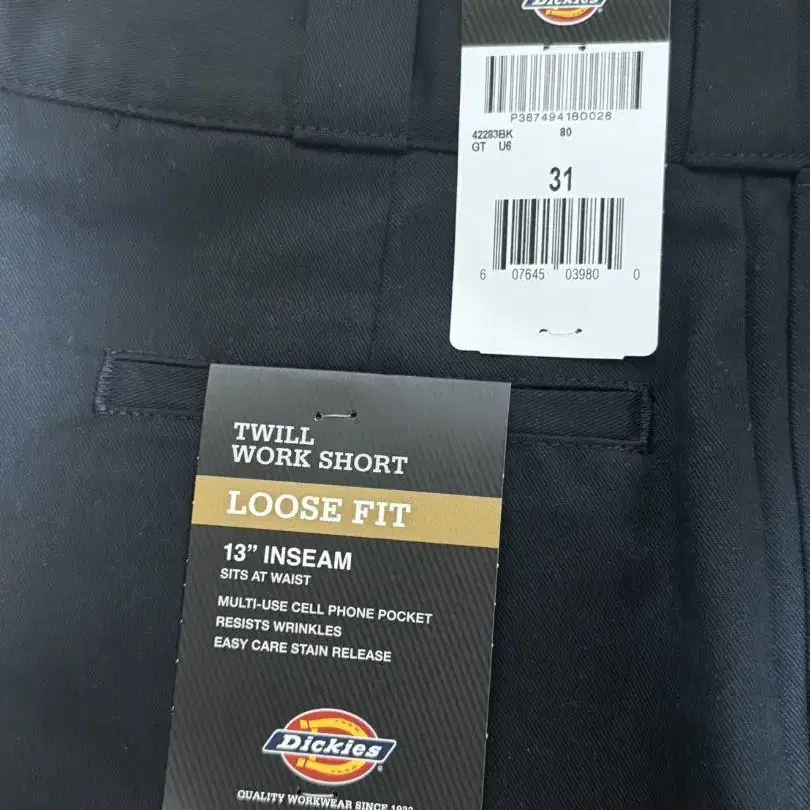 Dickies
P387494180028
42283BK 80
GT U6
31
6 07645 03980 0
TWILL
WORK SHORT
LOOSE FIT
13” INSEAM
SITS AT WAIST
MULTI-USE CELL PHONE POCKET
RESISTS WRINKLES
EASY CARE STAIN RELEASE
Dickies
QUALITY WORKWEAR SINCE 1922